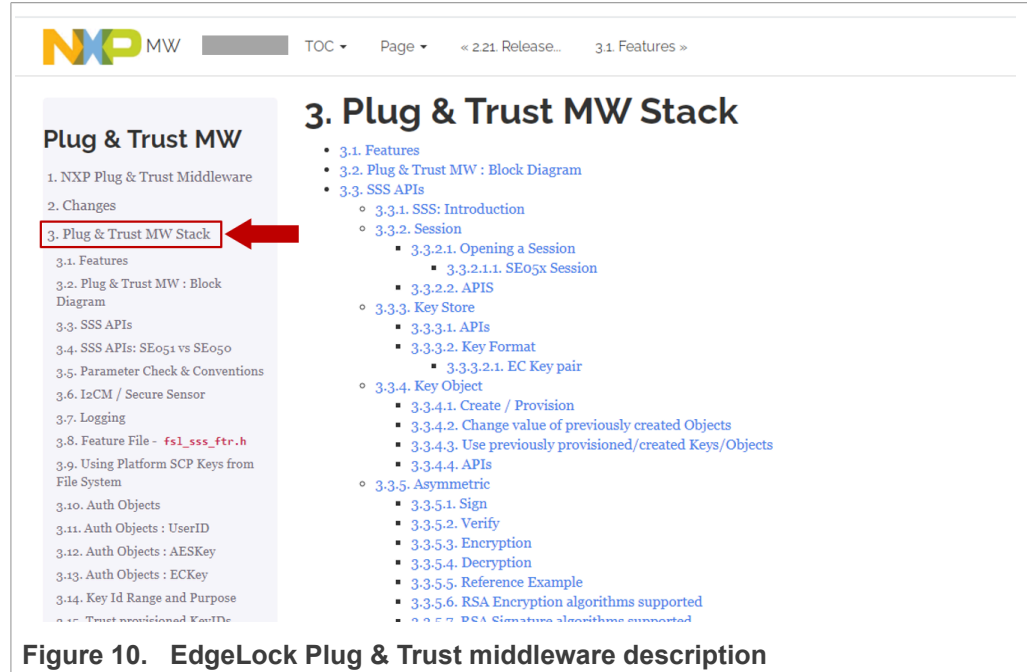 NXP MW TOC Page « 2.21. Release... 3.1. Features »
Plug & Trust MW
1. NXP Plug & Trust Middleware
2. Changes
3. Plug & Trust MW Stack
3.1. Features
3.2. Plug & Trust MW : Block
Diagram
3.3. SSS APIs
3.4. SSS APIs: SE051 vs SE050
3.5. Parameter Check & Conventions
3.6. I2CM / Secure Sensor
3.7. Logging
3.8. Feature File - fsl_sss_ftr.h
3.9. Using Platform SCP Keys from
File System
3.10. Auth Objects
3.11. Auth Objects : UserID
3.12. Auth Objects : AESKey
3.13. Auth Objects : ECKey
3.14. Key Id Range and Purpose
3.15. Trust provisioned KeyIDs
3. Plug & Trust MW Stack
• 3.1. Features
• 3.2. Plug & Trust MW : Block Diagram
• 3.3. SSS APIs
◦ 3.3.1. SSS: Introduction
◦ 3.3.2. Session
▪ 3.3.2.1. Opening a Session
▪ 3.3.2.1.1. SE05x Session
▪ 3.3.2.2. APIS
◦ 3.3.3. Key Store
▪ 3.3.3.1. APIs
▪ 3.3.3.2. Key Format
▪ 3.3.3.2.1. EC Key pair
◦ 3.3.4. Key Object
▪ 3.3.4.1. Create / Provision
▪ 3.3.4.2. Change value of previously created Objects
▪ 3.3.4.3. Use previously provisioned/created Keys/Objects
▪ 3.3.4.4. APIs
◦ 3.3.5. Asymmetric
▪ 3.3.5.1. Sign
▪ 3.3.5.2. Verify
▪ 3.3.5.3. Encryption
▪ 3.3.5.4. Decryption
▪ 3.3.5.5. Reference Example
▪ 3.3.5.6. RSA Encryption algorithms supported
▪ 3.3.5.7. RSA Signature algorithms supported
Figure 10. EdgeLock Plug & Trust middleware description